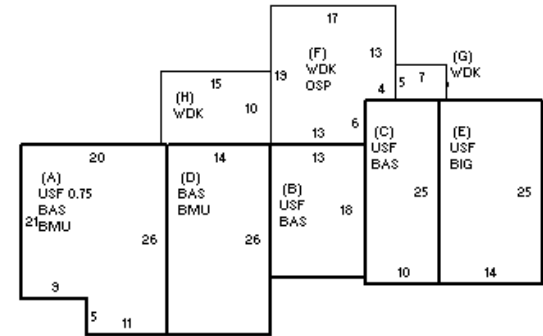 17
(F)
WDK
OSP
13
19
4
(G)
WDK
5
7
15
(H)
WDK
10
6
13
20
(A)
USF 0.75
BAS
BMU
21
26
9
5
11
14
(D)
BAS
BMU
26
13
(B)
USF
BAS
18
(C)
USF
BAS
25
10
(E)
USF
BIG
25
14